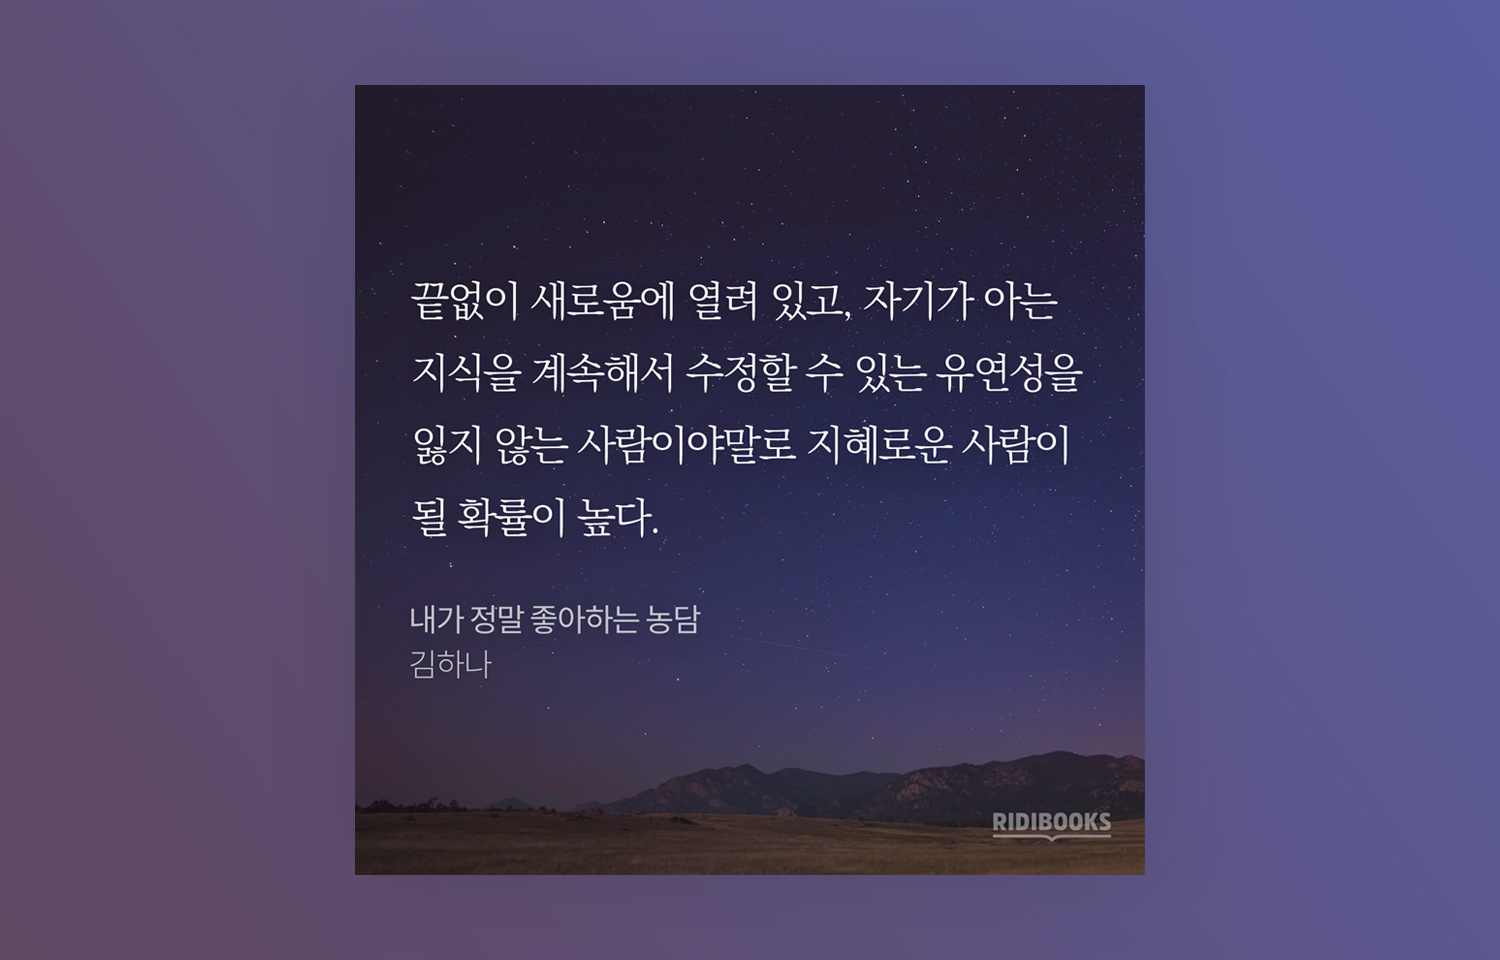 끝없이 새로움에 열려 있고, 자기가 아는
지식을 계속해서 수정할 수 있는 유연성을
잃지 않는 사람이야말로 지혜로운 사람이
될 확률이 높다.
내가 정말 좋아하는 농담
김하나
RIDIBOOKS